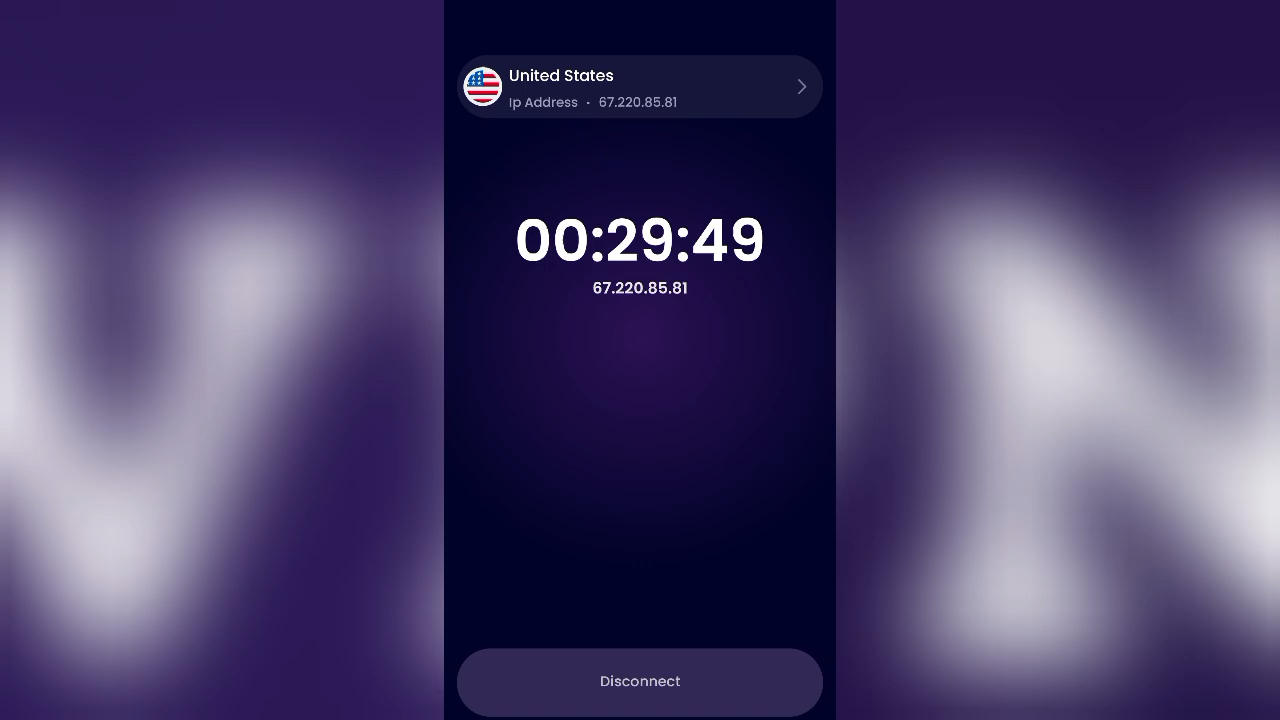 United States
Ip Address · 67.220.85.81
00:29:49
67.220.85.81
Disconnect